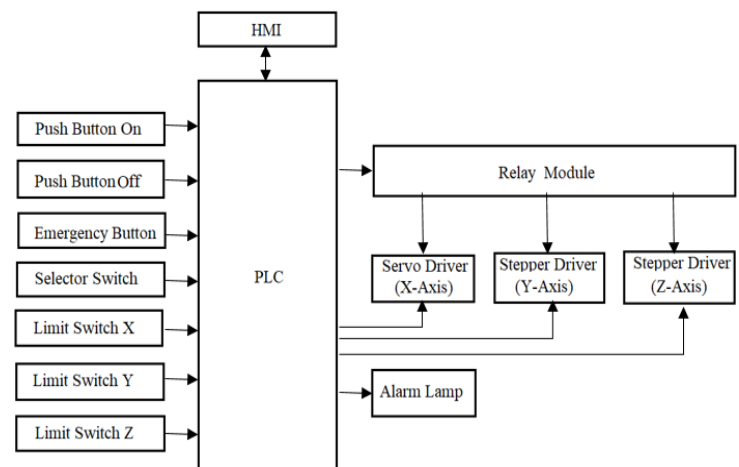 HMI
Push Button On
Push Button Off
Emergency Button
Selector Switch
Limit Switch X
Limit Switch Y
Limit Switch Z
PLC
Relay Module
Servo Driver
(X-Axis)
Stepper Driver
(Y-Axis)
Stepper Driver
(Z-Axis)
Alarm Lamp